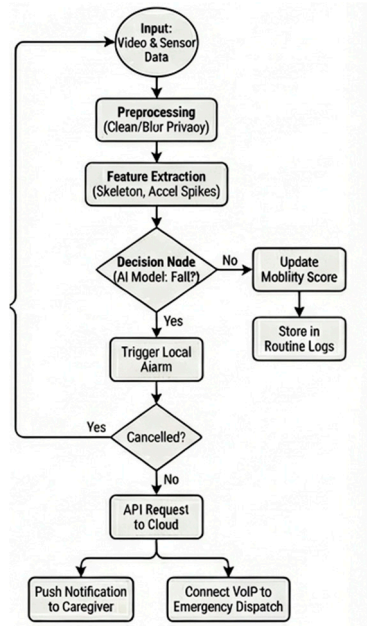 Input:
Video & Sensor
Data
Preprocessing
(Clean/Blur Privaoy)
Feature Extraction
(Skeleton, Accel Spikes)
Decision Node
(AI Model: Fall?)
No
Update
Moblity Score
Store in
Routine Logs
Yes
Trigger Local
Aiarm
Cancelled?
Yes
No
API Request
to Cloud
Push Notification
to Caregiver
Connect VoIP to
Emergency Dispatch